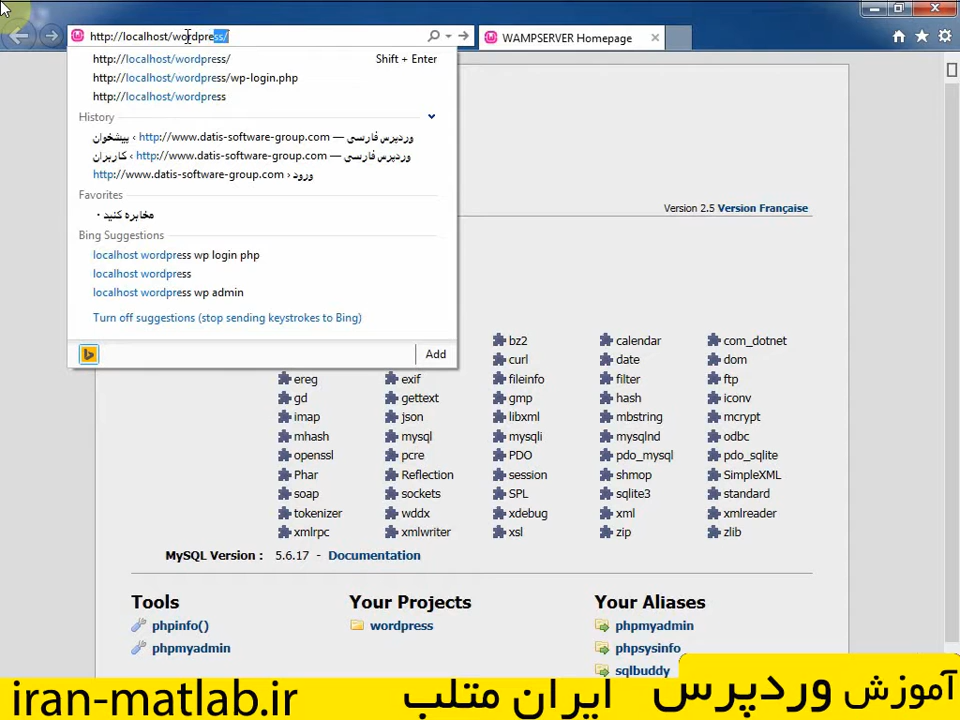 http://localhost/wordpress/
WAMPSERVER Homepage
http://localhost/wordpress/ Shift + Enter
http://localhost/wordpress/wp-login.php
http://localhost/wordpress
History
وردپرس فارسی — http://www.datis-software-group.com ‹ پیشخوان
وردپرس فارسی — http://www.datis-software-group.com ‹ کاربران
http://www.datis-software-group.com ‹ ورود
Favorites
مخابره کنید ·
Bing Suggestions
localhost wordpress wp login php
localhost wordpress
localhost wordpress wp admin
Turn off suggestions (stop sending keystrokes to Bing)
Add
Version 2.5 Version Française
bz2 calendar com_dotnet
curl date dom
ereg exif fileinfo filter ftp
gd gettext gmp hash iconv
imap json libxml mbstring mcrypt
mhash mysql mysqli mysqlnd odbc
openssl pcre PDO pdo_mysql pdo_sqlite
Phar Reflection session shmop SimpleXML
soap sockets SPL sqlite3 standard
tokenizer wddx xdebug xml xmlreader
xmlrpc xmlwriter xsl zip zlib
MySQL Version : 5.6.17 - Documentation
Tools Your Projects Your Aliases
phpinfo() wordpress phpmyadmin
phpmyadmin phpsysinfo
sqlbuddy
آموزش وردپرس ایران متلب iran-matlab.ir